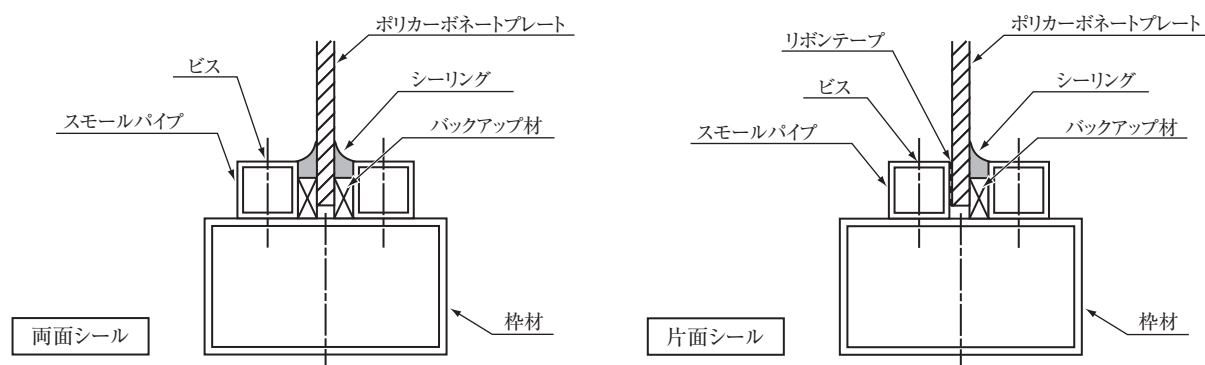 ポリカーボネートプレート
ビス
シーリング
スモールパイプ
バックアップ材
枠材
両面シール
リボンテープ
ポリカーボネートプレート
ビス
シーリング
スモールパイプ
バックアップ材
枠材
片面シール